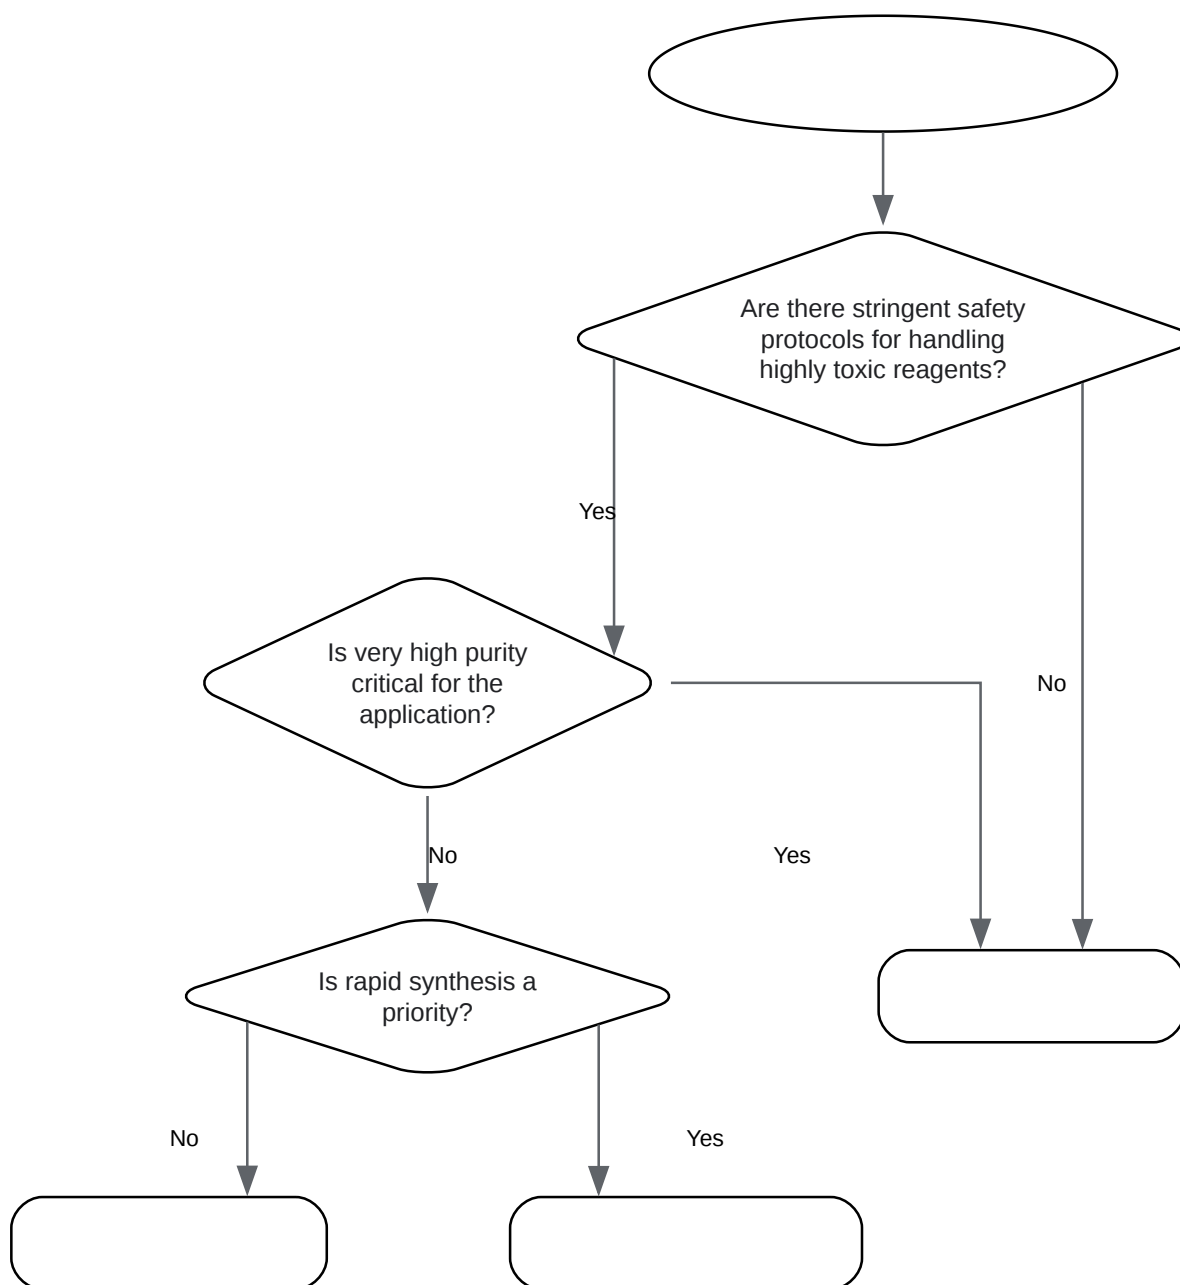 Are there stringent safety
protocols for handling
highly toxic reagents?
Yes
Is very high purity
critical for the
application?
No
No
Yes
Is rapid synthesis a
priority?
No
Yes